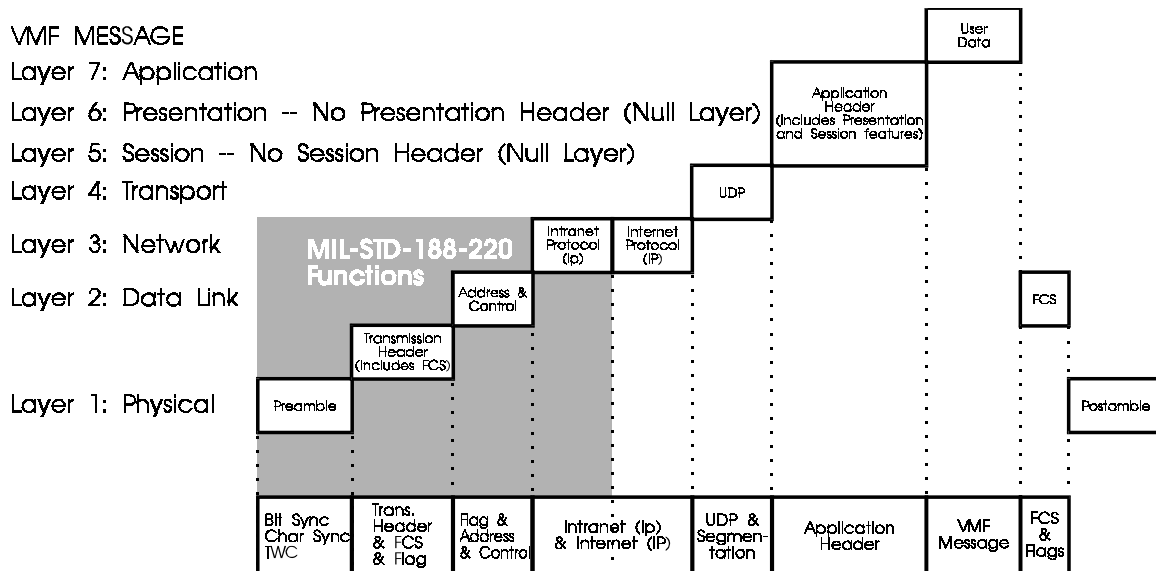 VMF MESSAGE
User
Data
Layer 7: Application
Layer 6: Presentation -- No Presentation Header (Null Layer)
Application
Header
(Includes Presentation
and Session features)
Layer 5: Session -- No Session Header (Null Layer)
Layer 4: Transport
UDP
Layer 3: Network
MIL-STD-188-220
Functions
Intranet
Protocol
(Ip)
Internet
Protocol
(IP)
Layer 2: Data Link
Address &
Control
FCS
Transmission
Header
(Includes FCS)
Layer 1: Physical
Preamble
Postamble
Bit Sync
Char Sync
TWC
Trans.
Header
& FCS
& Flag
Flag &
Address
& Control
Intranet (Ip)
& Internet (IP)
UDP &
Segmen-
tation
Application
Header
VMF
Message
FCS
&
Flags